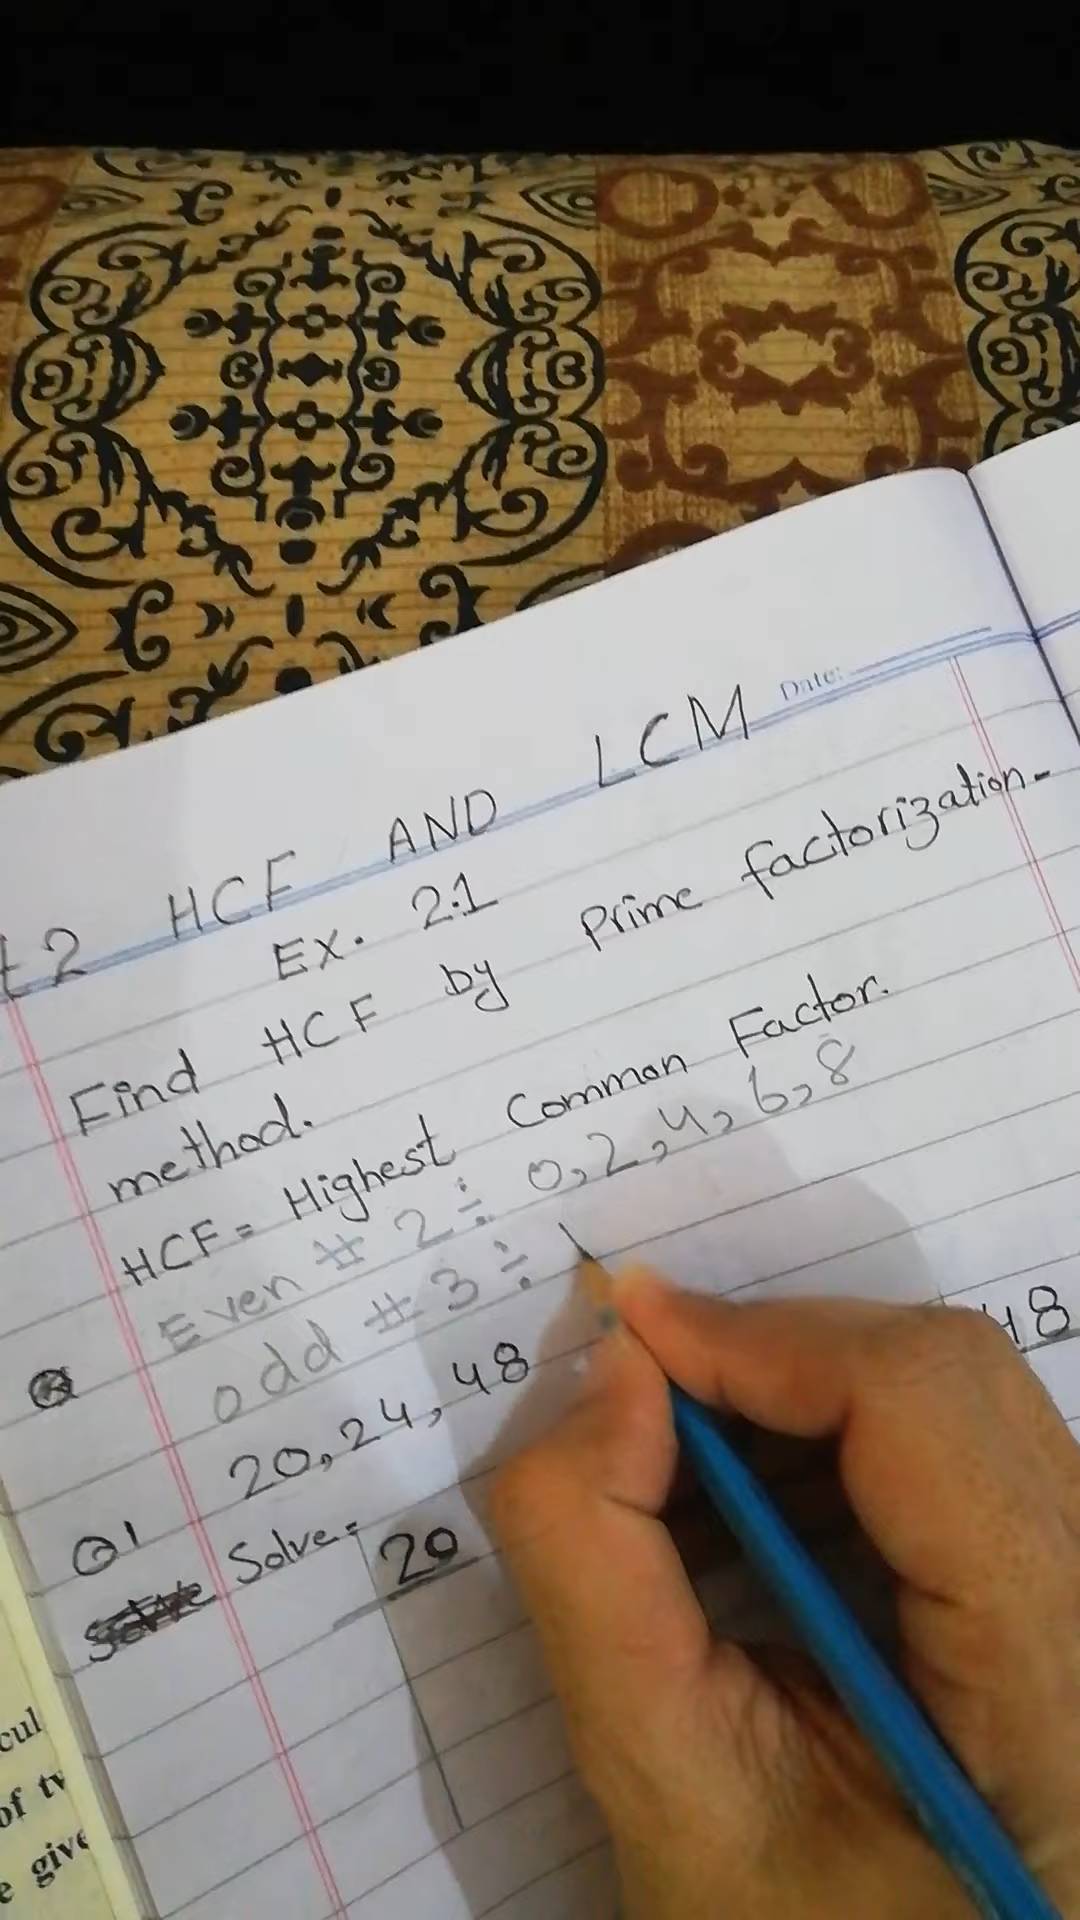 Date:
2 HCF AND LCM
EX. 2.1
Find HCF by Prime factorization-
method.
HCF = Highest Common Factor.
Even # 2 ÷ 0, 2, 4, 6, 8
odd # 3 ÷
20, 24, 48
48
Q1
Solve = 20
cul
of tv
give